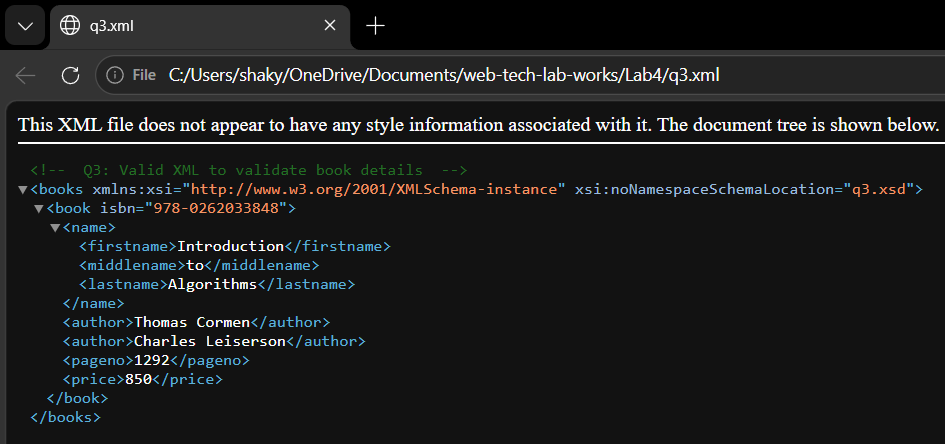 q3.xml
File C:/Users/shaky/OneDrive/Documents/web-tech-lab-works/Lab4/q3.xml
This XML file does not appear to have any style information associated with it. The document tree is shown below.
<!-- Q3: Valid XML to validate book details -->
<books xmlns:xsi="http://www.w3.org/2001/XMLSchema-instance" xsi:noNamespaceSchemaLocation="q3.xsd">
<book isbn="978-0262033848">
<name>
<firstname>Introduction</firstname>
<middlename>to</middlename>
<lastname>Algorithms</lastname>
</name>
<author>Thomas Cormen</author>
<author>Charles Leiserson</author>
<pageno>1292</pageno>
<price>850</price>
</book>
</books>